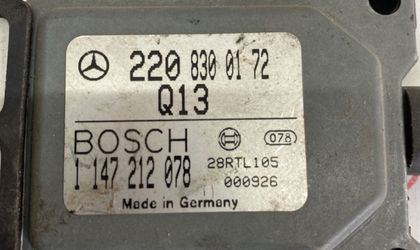 220 830 01 72
Q13
BOSCH 078
1 147 212 078 28RTL105
000926
Made in Germany